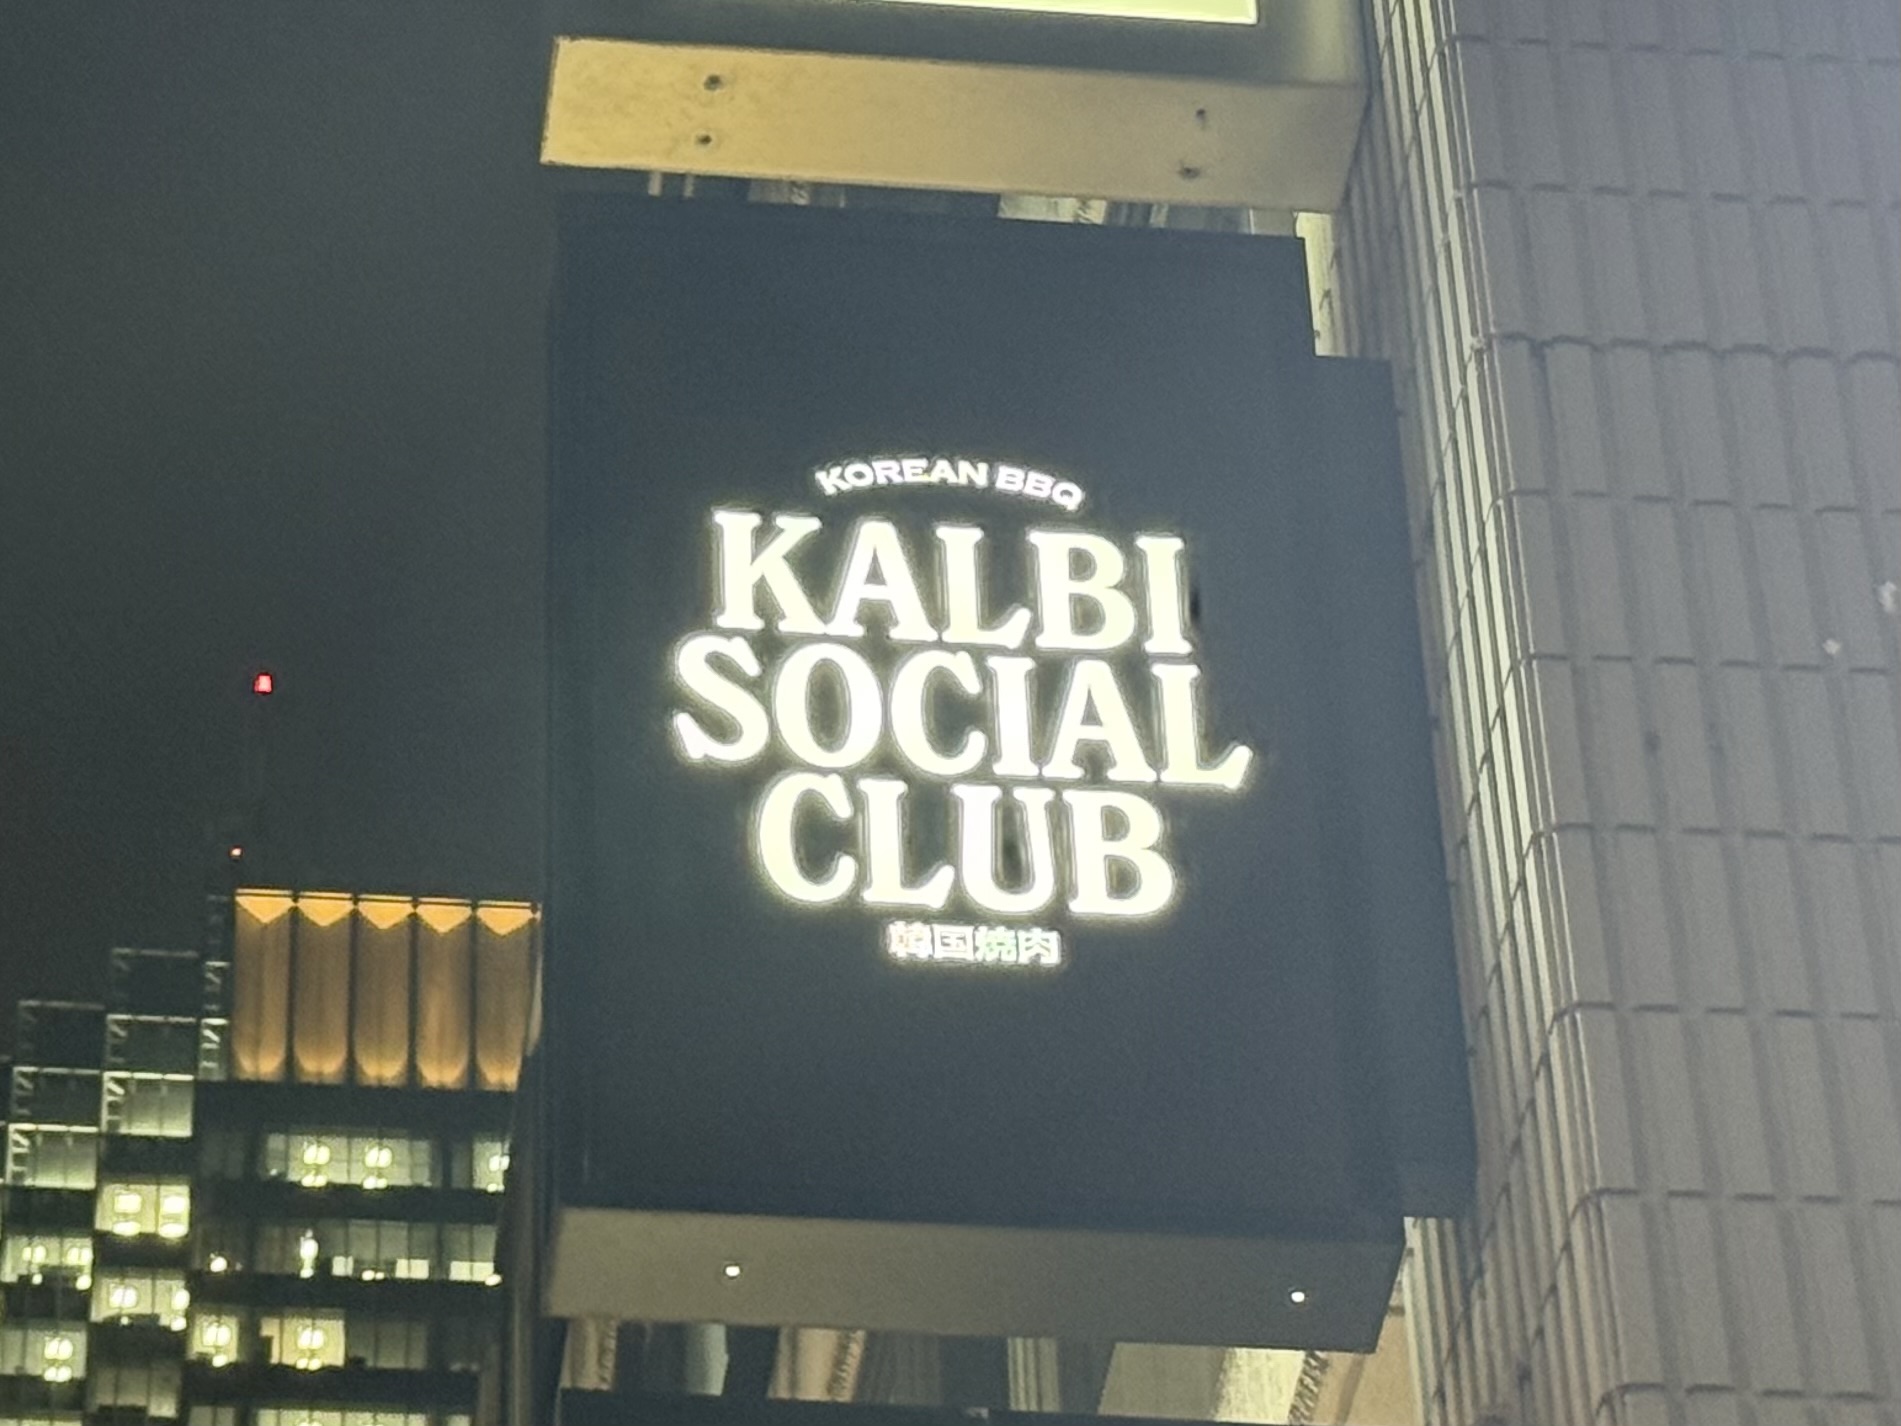 KOREAN BBQ
KALBI
SOCIAL
CLUB
韓国焼肉